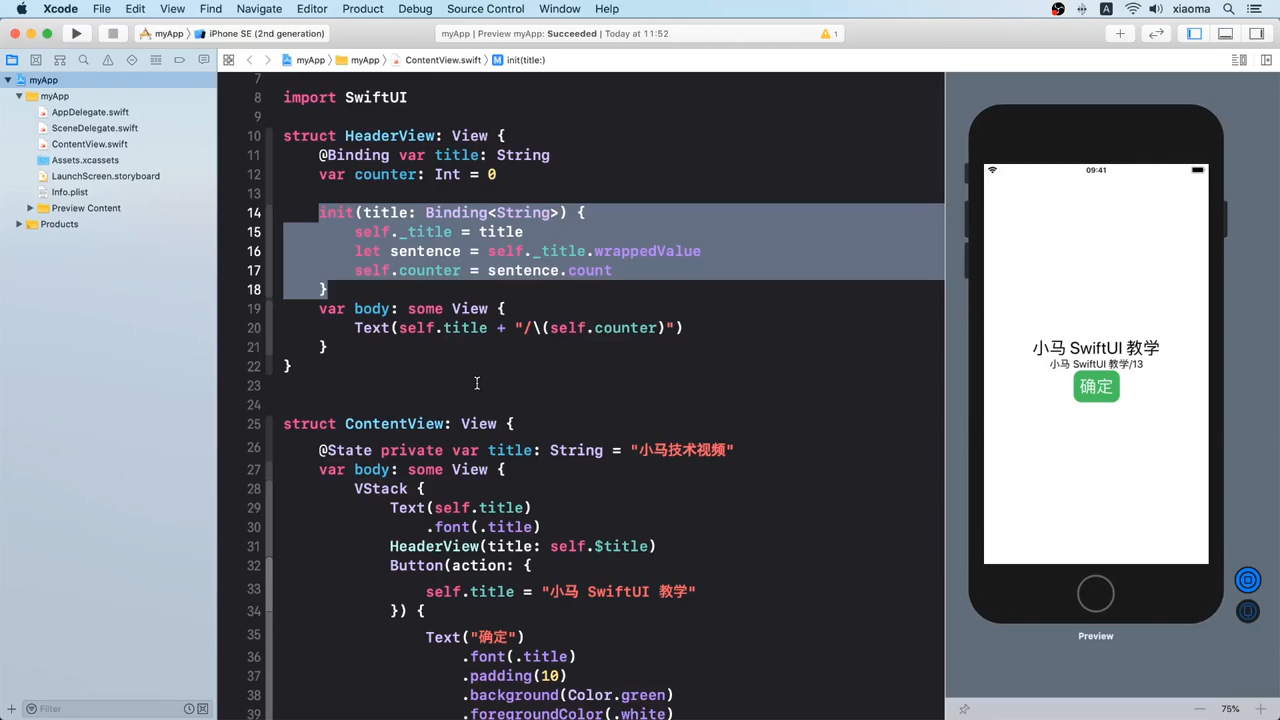 Xcode File Edit View Find Navigate Editor Product Debug Source Control Window Help xiaoma
myApp iPhone SE (2nd generation) myApp | Preview myApp: Succeeded | Today at 11:52 1
myApp myApp ContentView.swift M init(title:)
myApp
myApp
AppDelegate.swift
SceneDelegate.swift
ContentView.swift
Assets.xcassets
LaunchScreen.storyboard
Info.plist
Preview Content
Products
Filter
7
8 import SwiftUI
9
10 struct HeaderView: View {
11 @Binding var title: String
12 var counter: Int = 0
13
14 init(title: Binding<String>) {
15 self._title = title
16 let sentence = self._title.wrappedValue
17 self.counter = sentence.count
18 }
19 var body: some View {
20 Text(self.title + "/\(self.counter)")
21 }
22 }
23
24
25 struct ContentView: View {
26 @State private var title: String = "小马技术视频"
27 var body: some View {
28 VStack {
29 Text(self.title)
30 .font(.title)
31 HeaderView(title: self.$title)
32 Button(action: {
33 self.title = "小马 SwiftUI 教学"
34 }) {
35 Text("确定")
36 .font(.title)
37 .padding(10)
38 .background(Color.green)
39 .foregroundColor(.white)
09:41
小马 SwiftUI 教学
小马 SwiftUI 教学/13
确定
Preview
75%